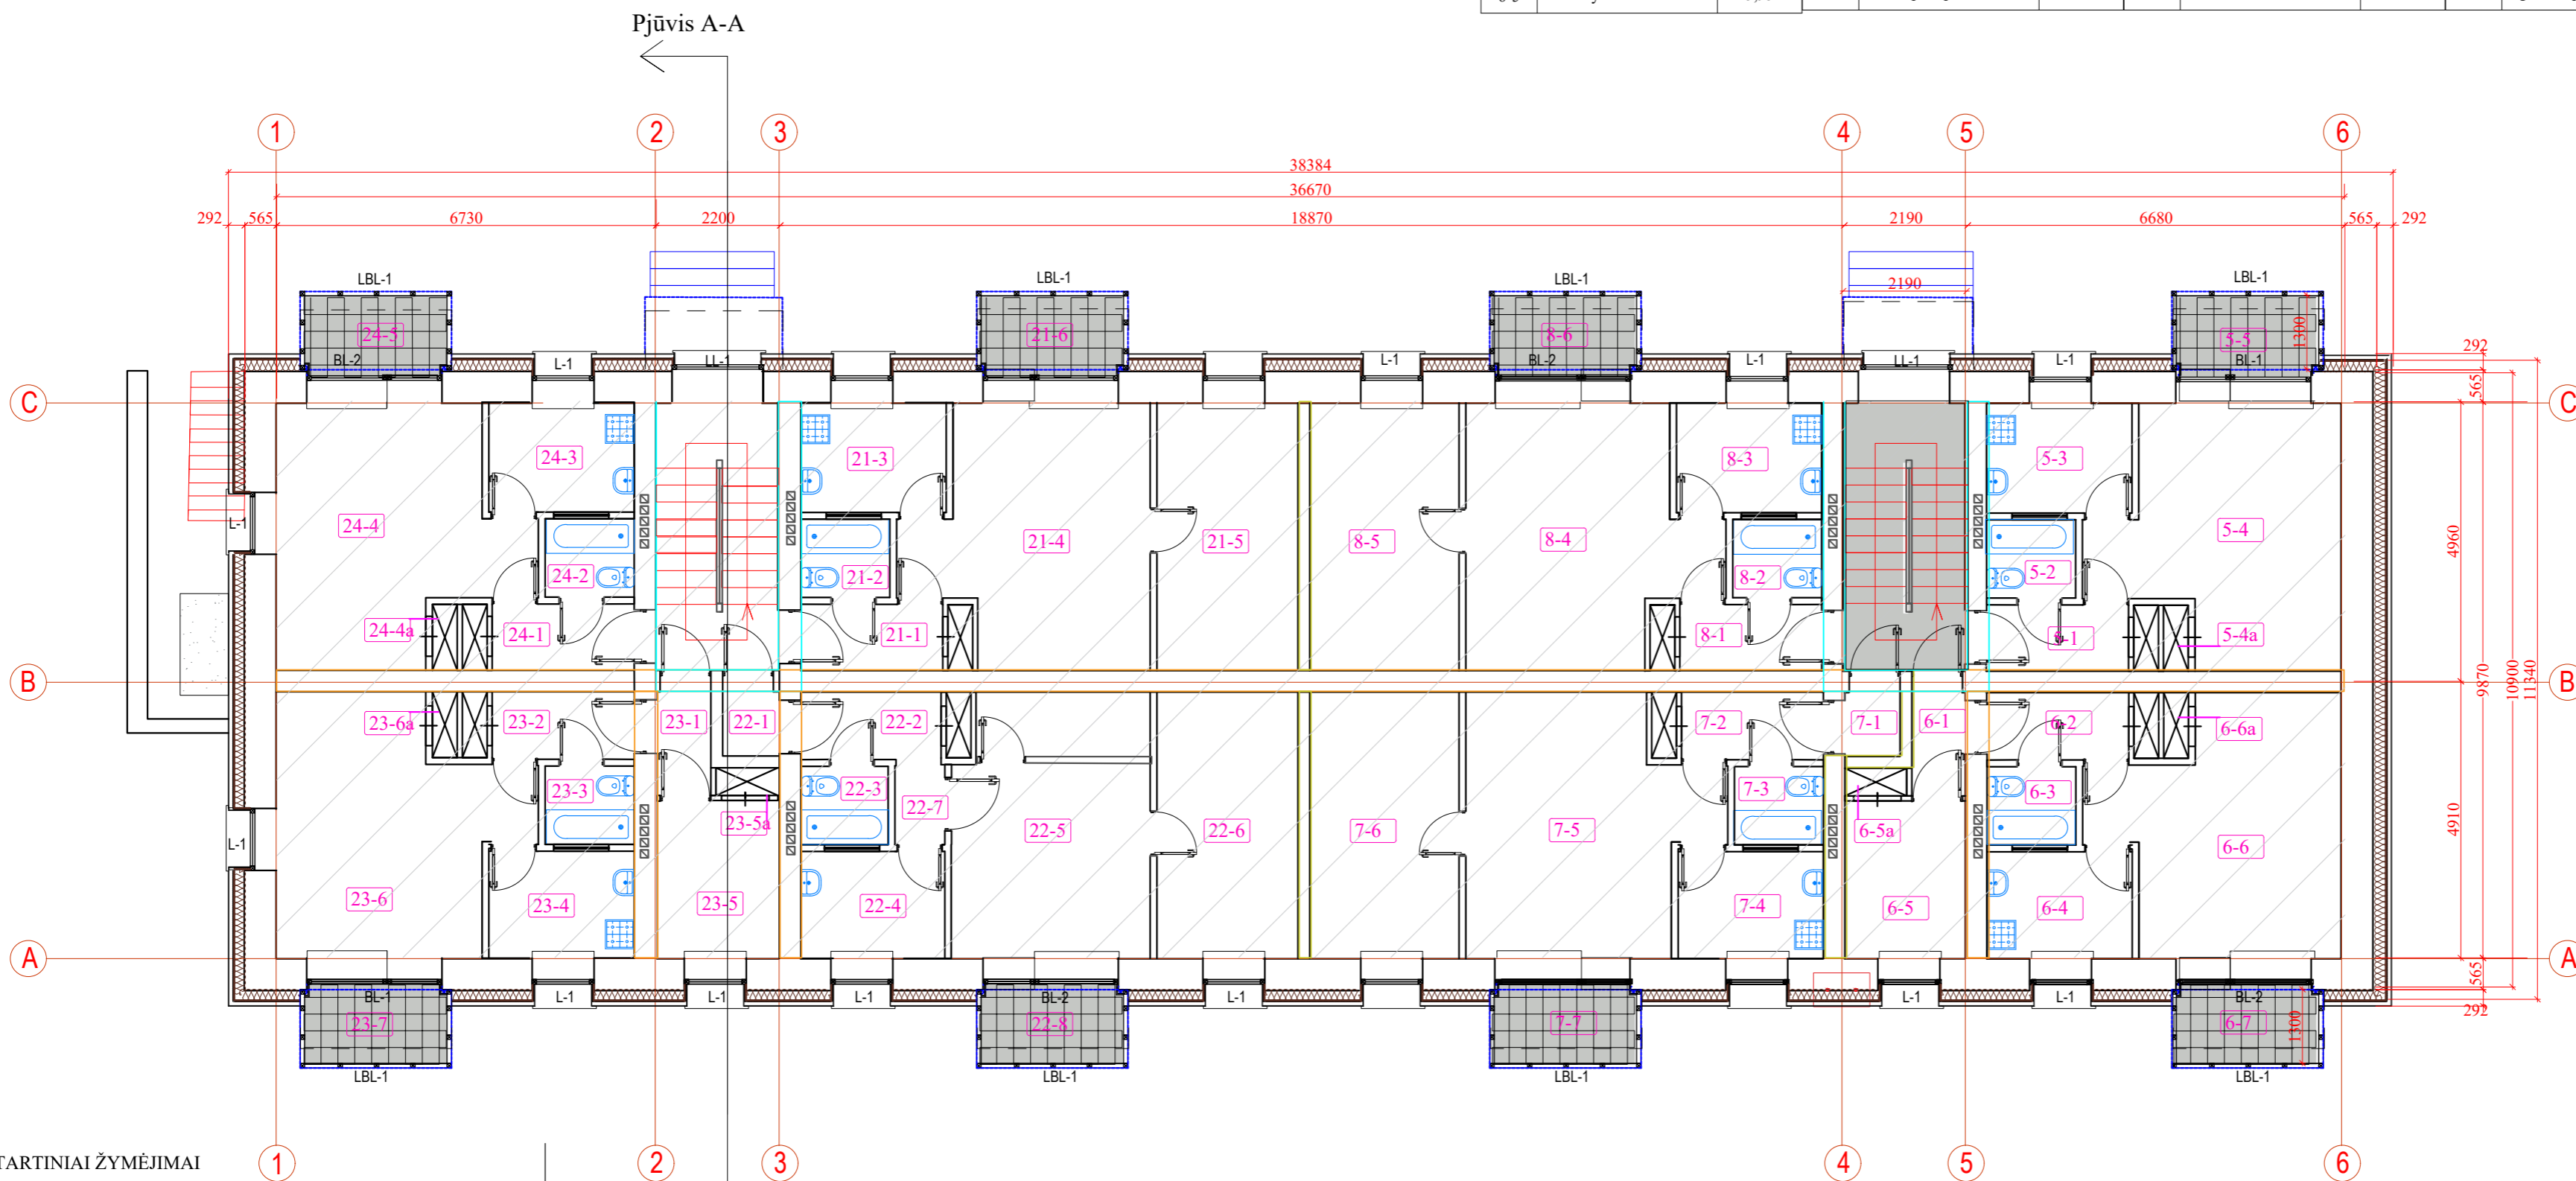 Pjūvis A-A
1 2 3 4 5 6
38384
36670
292 565 6730 2200 18870 2190 6680 565 292
LBL-1 LBL-1 LBL-1 2190 LBL-1
24-5 21-6 8-6 5-5 1300
BL-2 L-1 LL-1 L-1 BL-2 L-1 LL-1 L-1 BL-1 292
565
C C
24-3 21-3 8-3 5-3
L-1 24-4 21-4 21-5 8-5 8-4 5-4 4960
24-2 21-2 8-2 5-2
24-4a 24-1 21-1 8-1 5-4a
B B
9870 10900 11340
23-6a 23-2 23-1 22-1 22-2 7-2 7-1 6-1 6-2 6-6a
23-3 22-3 7-3 6-3
22-7
L-1 23-5a 22-5 22-6 7-6 7-5 6-5a 6-6 4910
23-6 23-4 23-5 22-4 7-4 6-5 6-4
A A
565
BL-1 L-1 L-1 L-1 BL-2 L-1 L-1 L-1 BL-2
292
23-7 22-8 7-7 6-7 1300
LBL-1 LBL-1 LBL-1 LBL-1
TARTINIAI ŽYMĖJIMAI
1 2 3 4 5 6